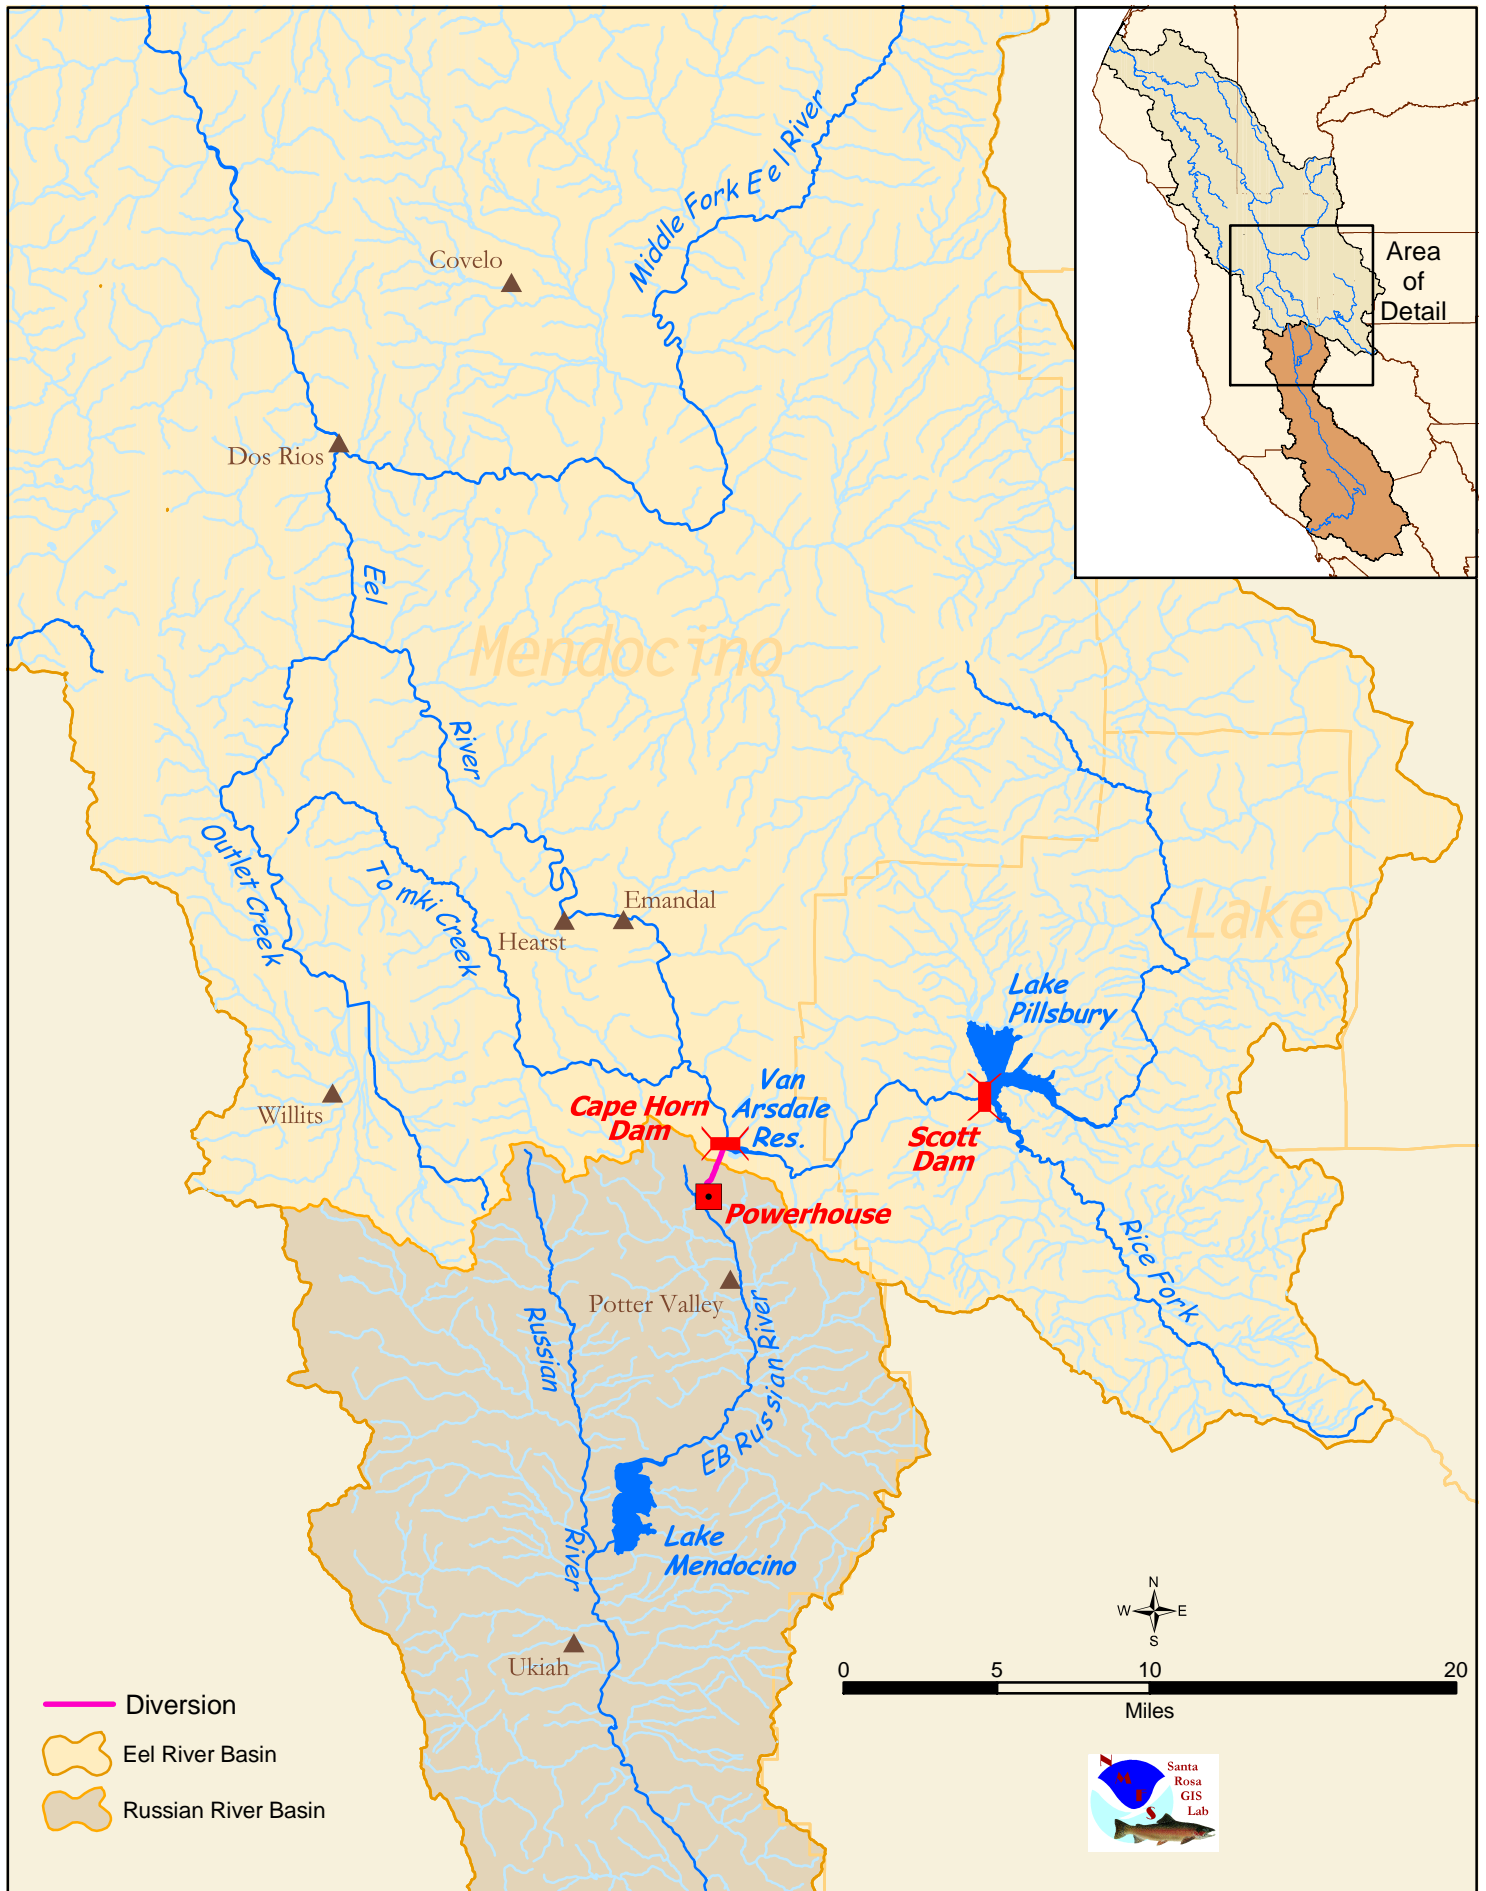 Area
of
Detail
Middle Fork Eel River
Covelo
Dos Rios
Eel
River
Mendocino
Outlet Creek
Tomki Creek
Emandal
Hearst
Lake
Lake
Pillsbury
Willits
Van
Arsdale
Res.
Cape Horn
Dam
Scott
Dam
Powerhouse
Rice Fork
Potter Valley
Russian
River
EB Russian River
Lake
Mendocino
Ukiah
N
W E
S
0 5 10 20
Miles
Diversion
Eel River Basin
Russian River Basin
NMFS
Santa
Rosa
GIS
Lab